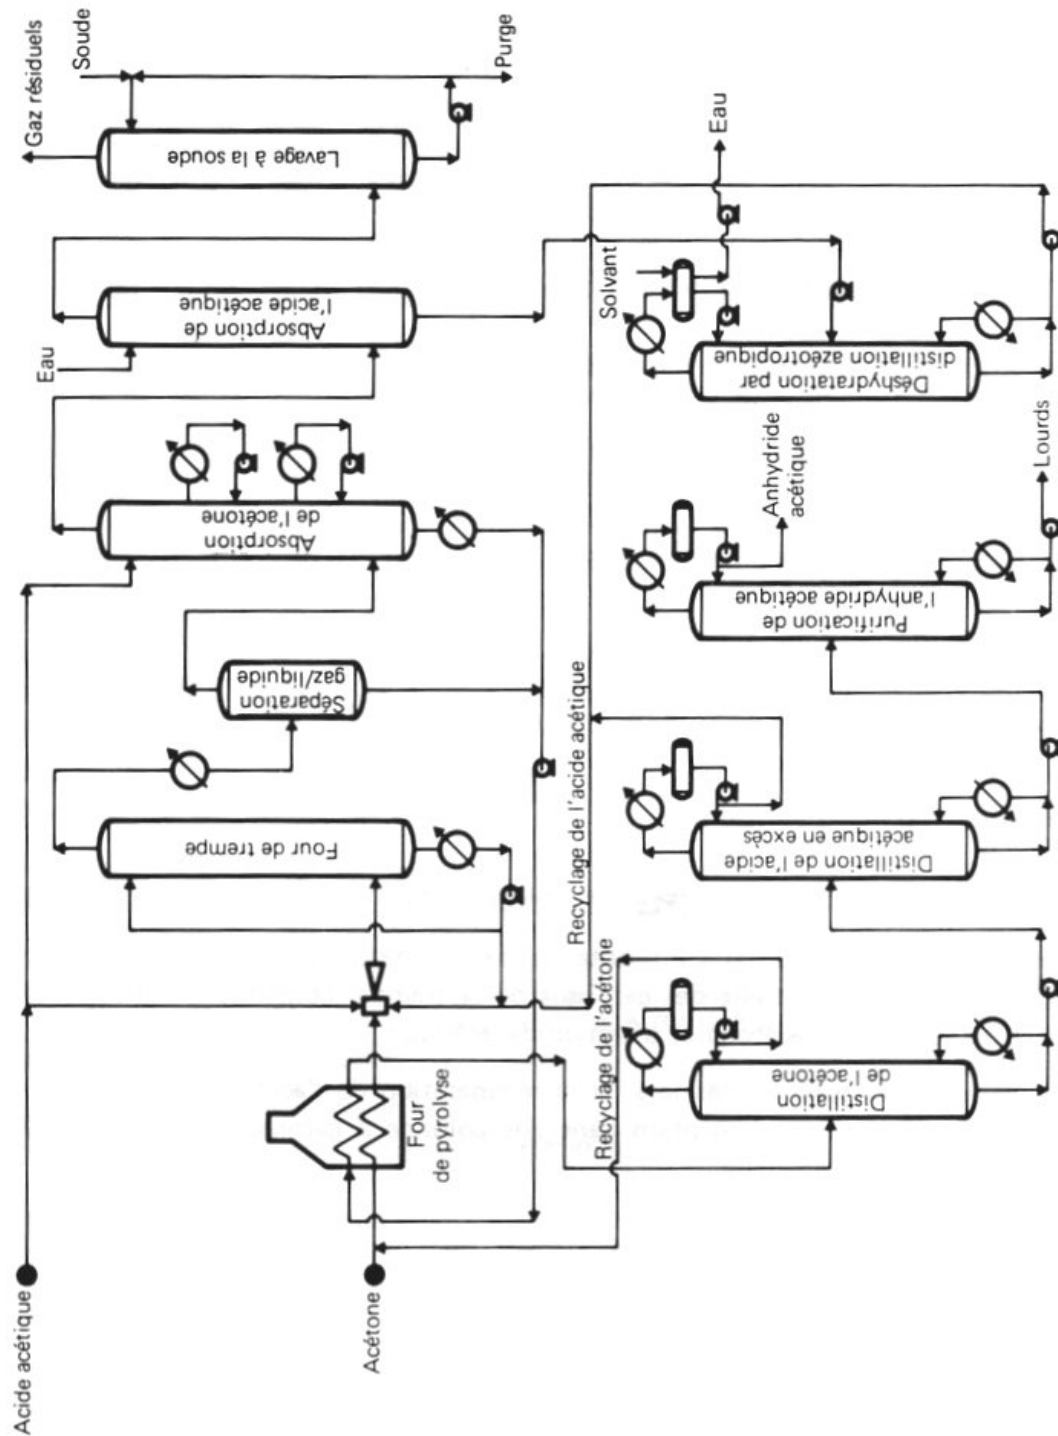 Acide acétique
Acétone
Four
de pyrolyse
Four de trempe
Séparation
gaz/liquide
Absorption
de l'acétone
Eau
Absorption de
l'acide acétique
Lavage à la soude
Gaz résiduels
Soude
Purge
Recyclage de l'acétone
Recyclage de l'acide acétique
Distillation
de l'acétone
Distillation de l'acide
acétique en excès
Purification de
l'anhydride acétique
Anhydride
acétique
Lourds
Déshydratation par
distillation azéotropique
Solvant
Eau